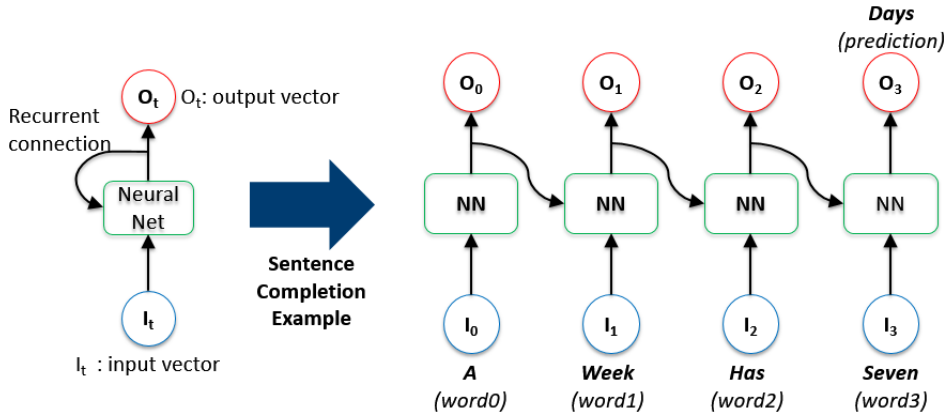 Days
(prediction)
O₀
O₁
O₂
O₃
Oₜ
Oₜ: output vector
Recurrent
connection
Neural
Net
NN
NN
NN
NN
Sentence
Completion
Example
Iₜ
I₀
I₁
I₂
I₃
Iₜ : input vector
A
(word0)
Week
(word1)
Has
(word2)
Seven
(word3)